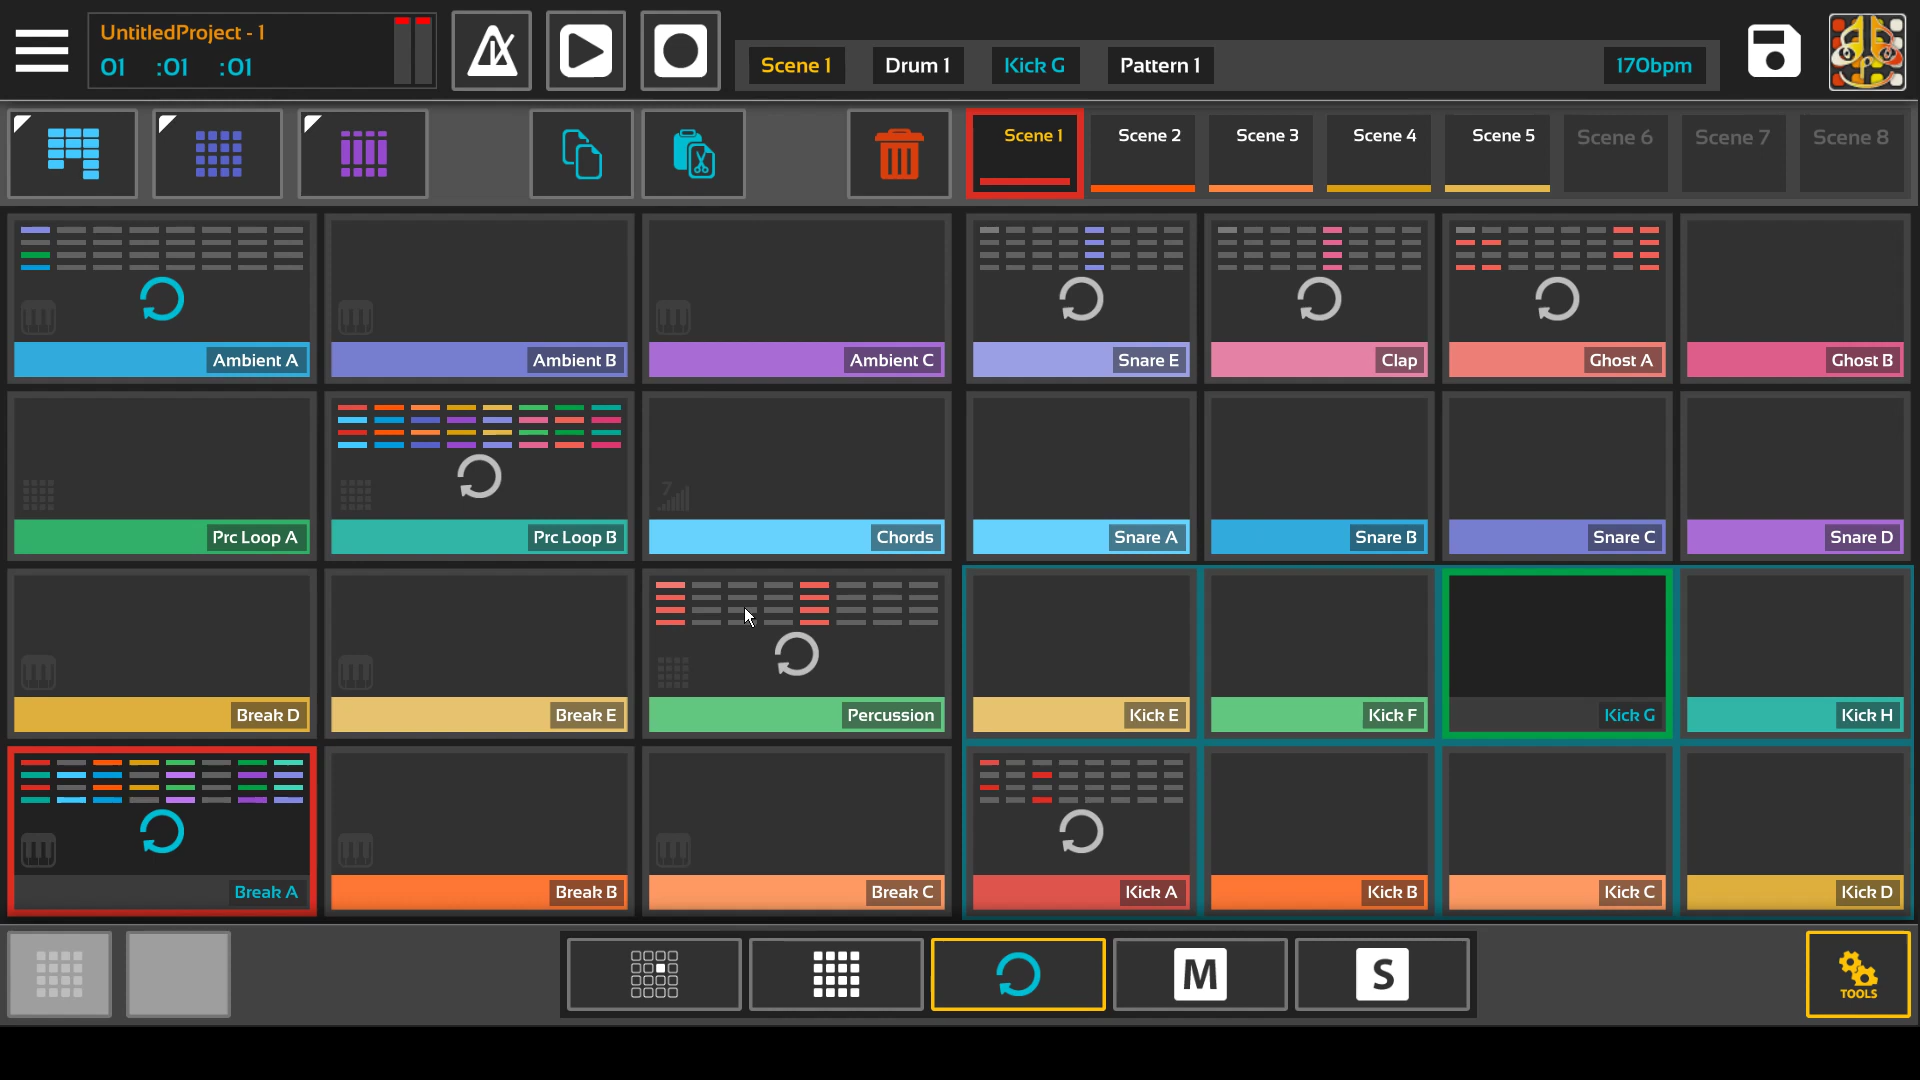 UntitledProject - 1
01 :01 :01
Scene 1 Drum 1 Kick G Pattern 1 170bpm
Scene 1 Scene 2 Scene 3 Scene 4 Scene 5 Scene 6 Scene 7 Scene 8
Ambient A Ambient B Ambient C Snare E Clap Ghost A Ghost B
7
Prc Loop A Prc Loop B Chords Snare A Snare B Snare C Snare D
Break D Break E Percussion Kick E Kick F Kick G Kick H
Break A Break B Break C Kick A Kick B Kick C Kick D
M S
TOOLS